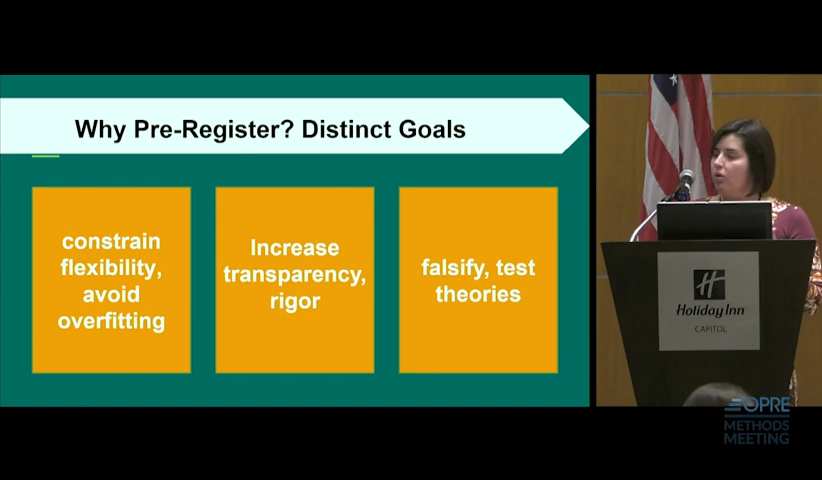 Why Pre-Register? Distinct Goals
constrain
flexibility,
avoid
overfitting
Increase
transparency,
rigor
falsify, test
theories
H
Holiday Inn
CAPITOL
OPRE
METHODS
MEETING